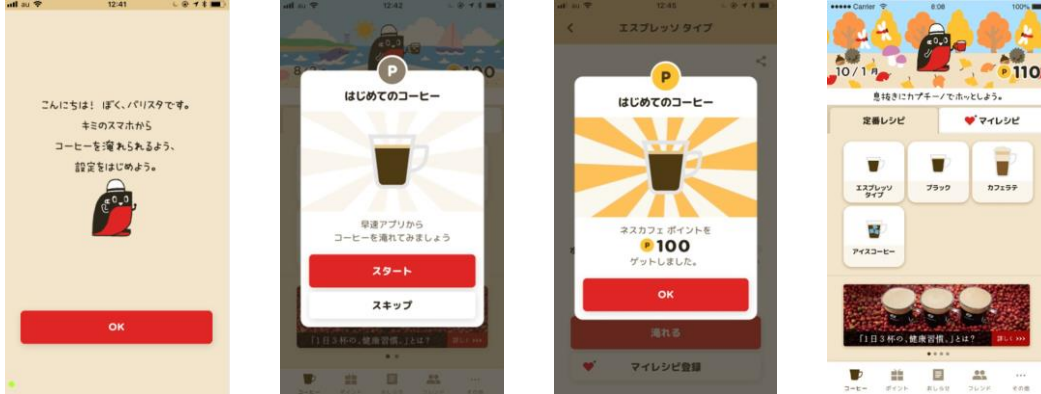 au 12:41
こんにちは! ぼく、バリスタです。
キミのスマホから
コーヒーを淹れられるよう、
設定をはじめよう。
OK
au 12:42
P
はじめてのコーヒー
早速アプリから
コーヒーを淹れてみましょう
スタート
スキップ
「1日3杯の、健康習慣。」とは?
コーヒー
au 12:45
エスプレッソ タイプ
P
はじめてのコーヒー
ネスカフェ ポイントを
P 100
ゲットしました。
OK
淹れる
マイレシピ登録
Carrier 8:08 100%
10/1月
P 110
息抜きにカプチーノでホッとしよう。
定番レシピ マイレシピ
エスプレッソ
タイプ
ブラック
カフェラテ
アイスコーヒー
「1日3杯の、健康習慣。」とは? 詳しく
コーヒー ポイント おしらせ フレンド その他